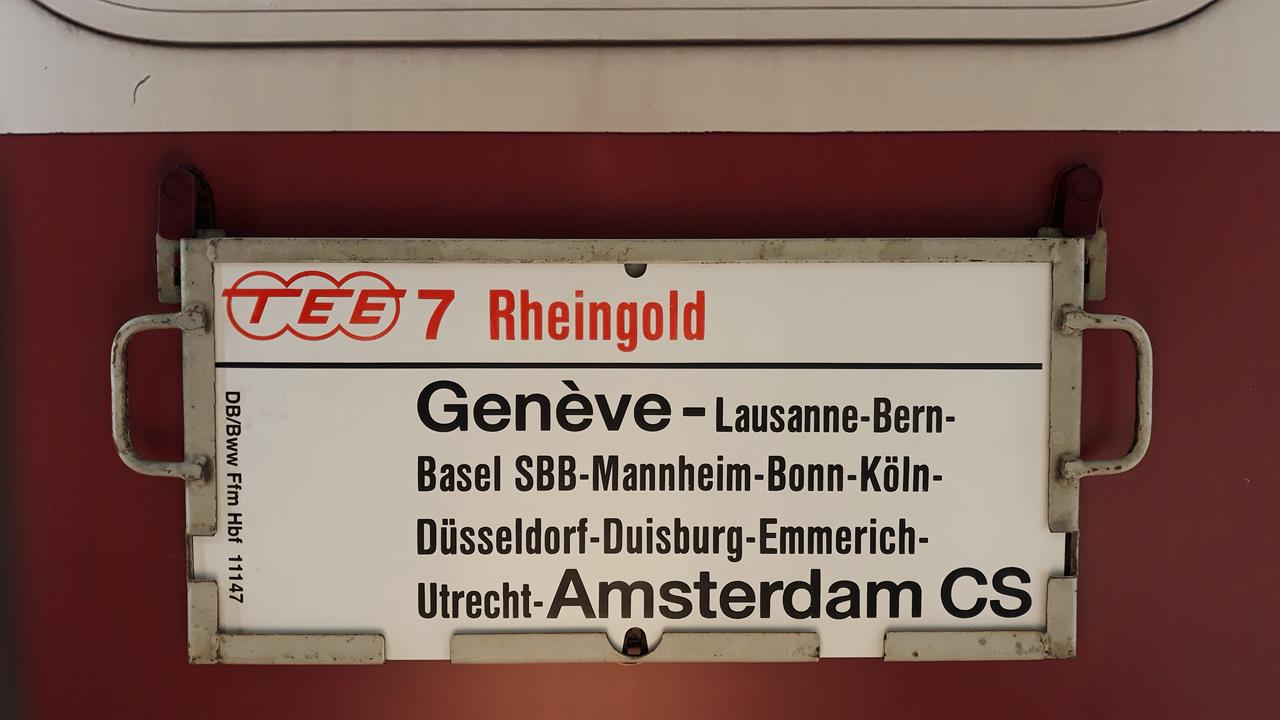 TEE 7 Rheingold
Genève-Lausanne-Bern-
Basel SBB-Mannheim-Bonn-Köln-
Düsseldorf-Duisburg-Emmerich-
Utrecht-Amsterdam CS
DB/Bww Ffm Hbf 11147